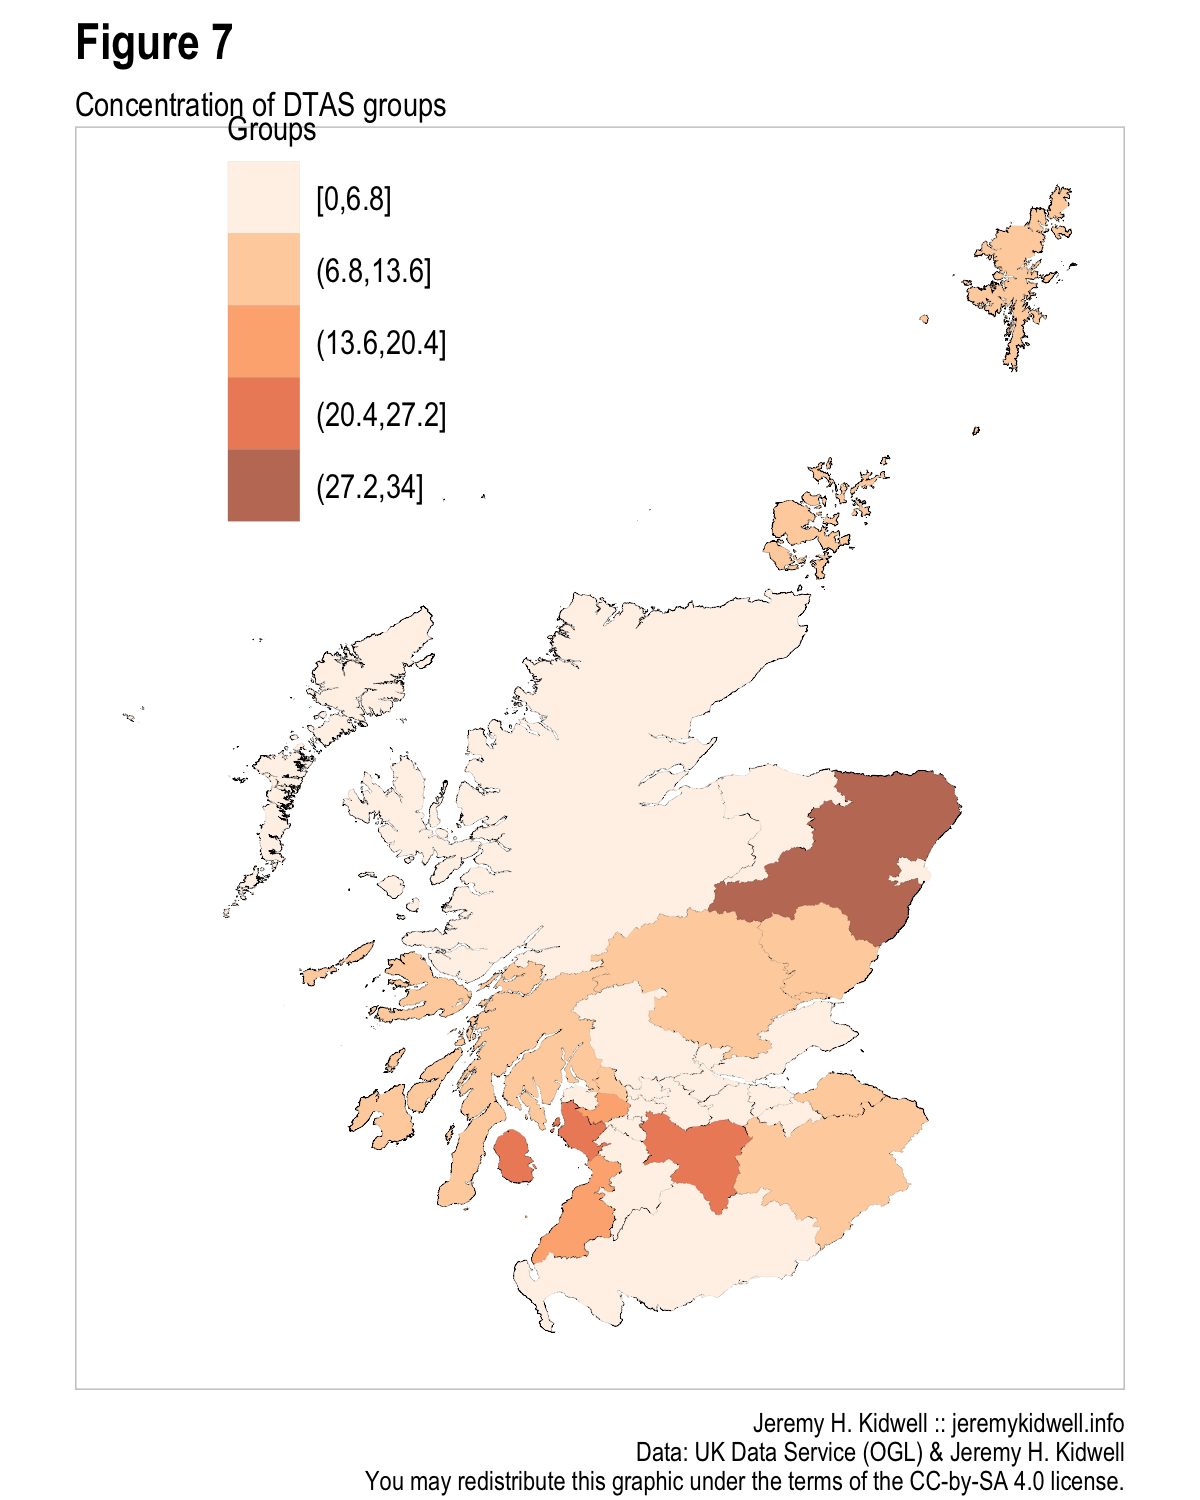 Figure 7
Concentration of DTAS groups
Groups
[0,6.8]
(6.8,13.6]
(13.6,20.4]
(20.4,27.2]
(27.2,34]
Jeremy H. Kidwell :: jeremykidwell.info
Data: UK Data Service (OGL) & Jeremy H. Kidwell
You may redistribute this graphic under the terms of the CC-by-SA 4.0 license.